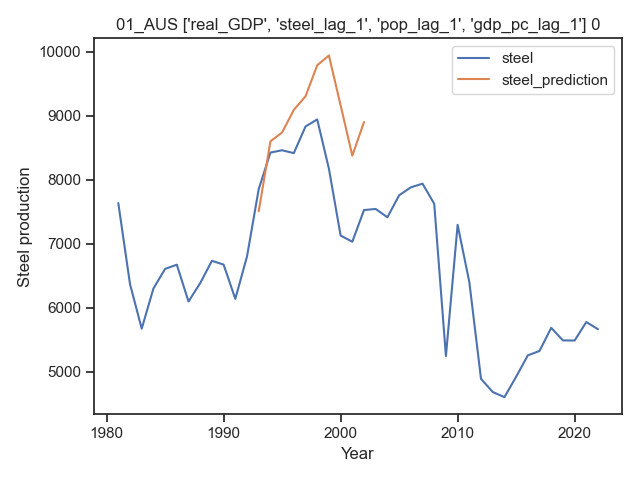 01_AUS ['real_GDP', 'steel_lag_1', 'pop_lag_1', 'gdp_pc_lag_1'] 0
10000
9000
8000
7000
6000
5000
Steel production
steel
steel_prediction
1980
1990
2000
2010
2020
Year